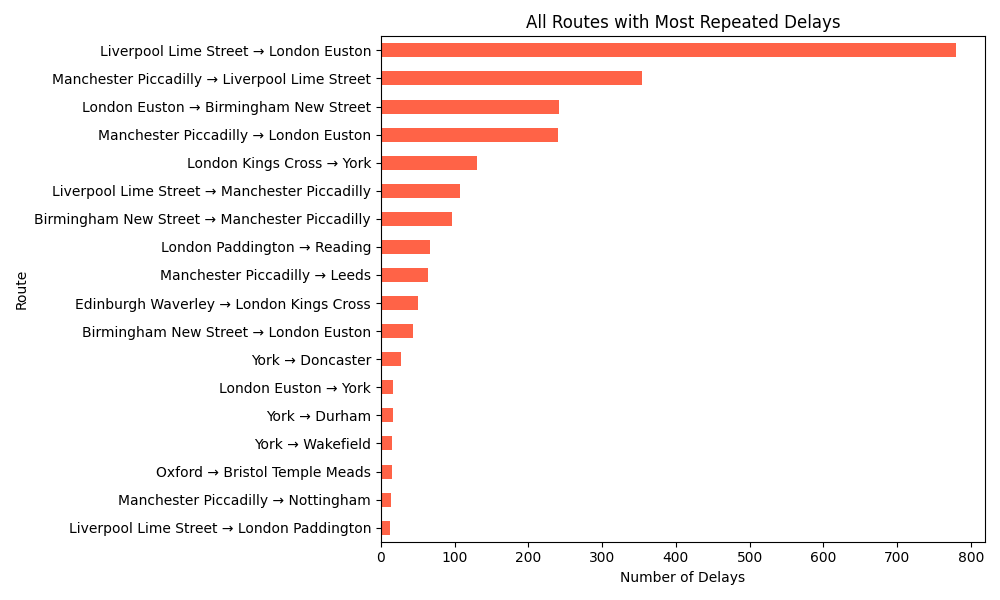 All Routes with Most Repeated Delays
Route
Liverpool Lime Street → London Euston
Manchester Piccadilly → Liverpool Lime Street
London Euston → Birmingham New Street
Manchester Piccadilly → London Euston
London Kings Cross → York
Liverpool Lime Street → Manchester Piccadilly
Birmingham New Street → Manchester Piccadilly
London Paddington → Reading
Manchester Piccadilly → Leeds
Edinburgh Waverley → London Kings Cross
Birmingham New Street → London Euston
York → Doncaster
London Euston → York
York → Durham
York → Wakefield
Oxford → Bristol Temple Meads
Manchester Piccadilly → Nottingham
Liverpool Lime Street → London Paddington
0 100 200 300 400 500 600 700 800
Number of Delays